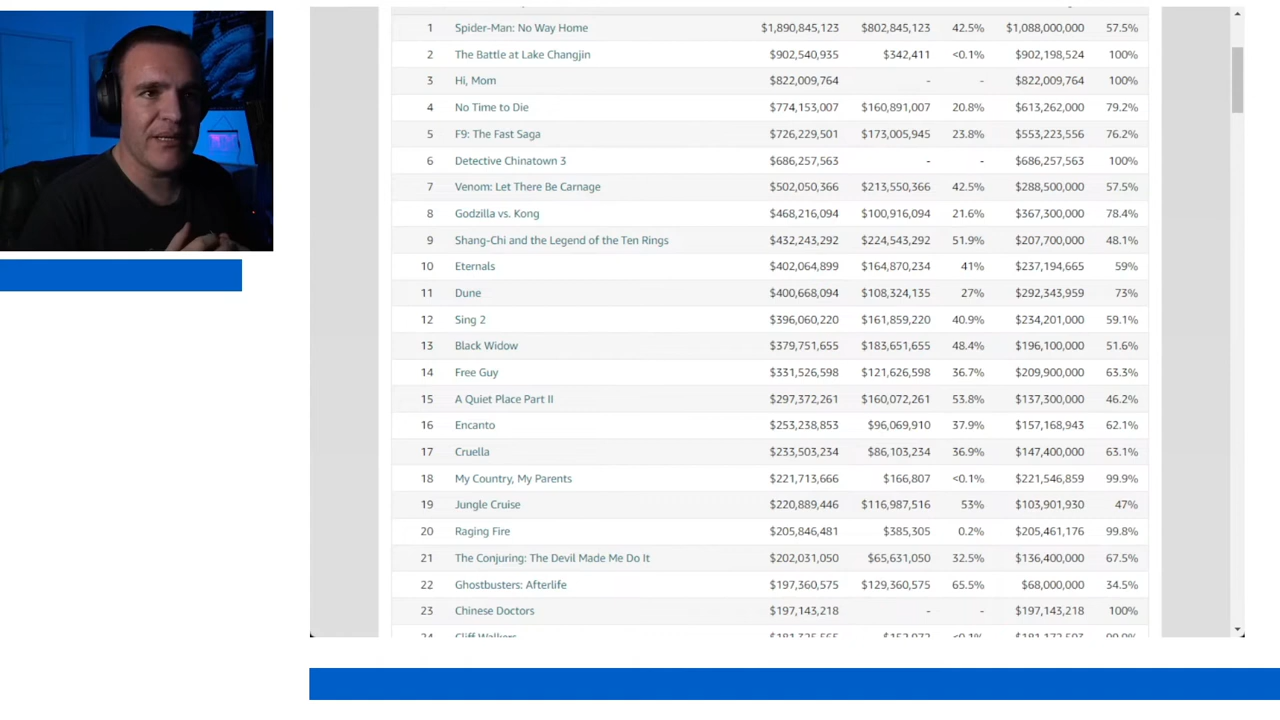 1 Spider-Man: No Way Home $1,890,845,123 $802,845,123 42.5% $1,088,000,000 57.5%
2 The Battle at Lake Changjin $902,540,935 $342,411 <0.1% $902,198,524 100%
3 Hi, Mom $822,009,764 - - $822,009,764 100%
4 No Time to Die $774,153,007 $160,891,007 20.8% $613,262,000 79.2%
5 F9: The Fast Saga $726,229,501 $173,005,945 23.8% $553,223,556 76.2%
6 Detective Chinatown 3 $686,257,563 - - $686,257,563 100%
7 Venom: Let There Be Carnage $502,050,366 $213,550,366 42.5% $288,500,000 57.5%
8 Godzilla vs. Kong $468,216,094 $100,916,094 21.6% $367,300,000 78.4%
9 Shang-Chi and the Legend of the Ten Rings $432,243,292 $224,543,292 51.9% $207,700,000 48.1%
10 Eternals $402,064,899 $164,870,234 41% $237,194,665 59%
11 Dune $400,668,094 $108,324,135 27% $292,343,959 73%
12 Sing 2 $396,060,220 $161,859,220 40.9% $234,201,000 59.1%
13 Black Widow $379,751,655 $183,651,655 48.4% $196,100,000 51.6%
14 Free Guy $331,526,598 $121,626,598 36.7% $209,900,000 63.3%
15 A Quiet Place Part II $297,372,261 $160,072,261 53.8% $137,300,000 46.2%
16 Encanto $253,238,853 $96,069,910 37.9% $157,168,943 62.1%
17 Cruella $233,503,234 $86,103,234 36.9% $147,400,000 63.1%
18 My Country, My Parents $221,713,666 $166,807 <0.1% $221,546,859 99.9%
19 Jungle Cruise $220,889,446 $116,987,516 53% $103,901,930 47%
20 Raging Fire $205,846,481 $385,305 0.2% $205,461,176 99.8%
21 The Conjuring: The Devil Made Me Do It $202,031,050 $65,631,050 32.5% $136,400,000 67.5%
22 Ghostbusters: Afterlife $197,360,575 $129,360,575 65.5% $68,000,000 34.5%
23 Chinese Doctors $197,143,218 - - $197,143,218 100%
24 Cliff Walkers